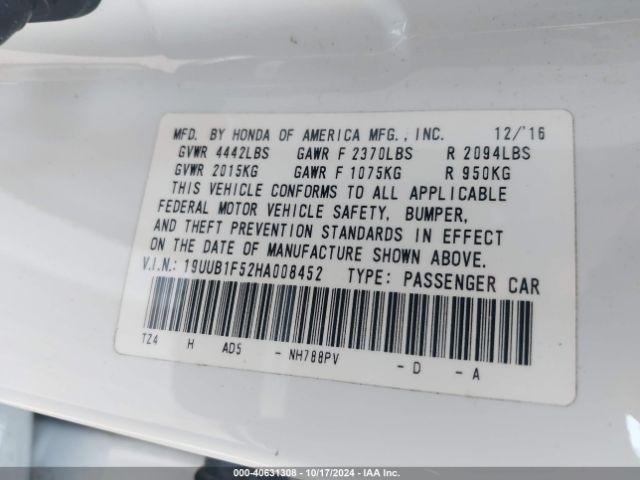 MFD. BY HONDA OF AMERICA MFG., INC. 12/'16
GVWR 4442LBS GAWR F 2370LBS R 2094LBS
GVWR 2015KG GAWR F 1075KG R 950KG
THIS VEHICLE CONFORMS TO ALL APPLICABLE
FEDERAL MOTOR VEHICLE SAFETY, BUMPER,
AND THEFT PREVENTION STANDARDS IN EFFECT
ON THE DATE OF MANUFACTURE SHOWN ABOVE.
V.I.N.: 19UUB1F52HA008452 TYPE: PASSENGER CAR
TZ4 H AD5 - NH788PV - D - A
000-40631308 | 10/17/2024 | IAA Inc.